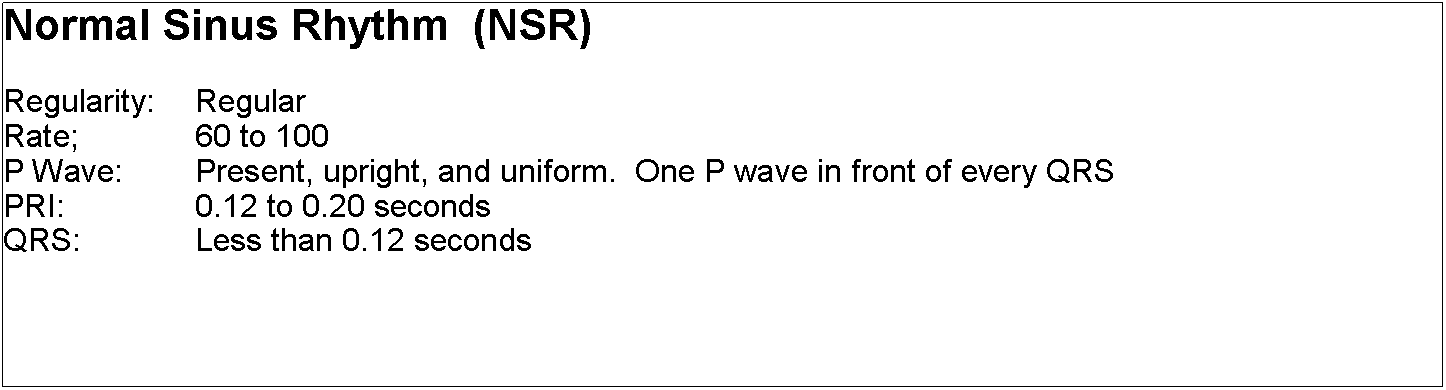 Normal Sinus Rhythm  (NSR)
Regularity: Regular
Rate; 60 to 100
P Wave: Present, upright, and uniform.  One P wave in front of every QRS
PRI: 0.12 to 0.20 seconds
QRS: Less than 0.12 seconds